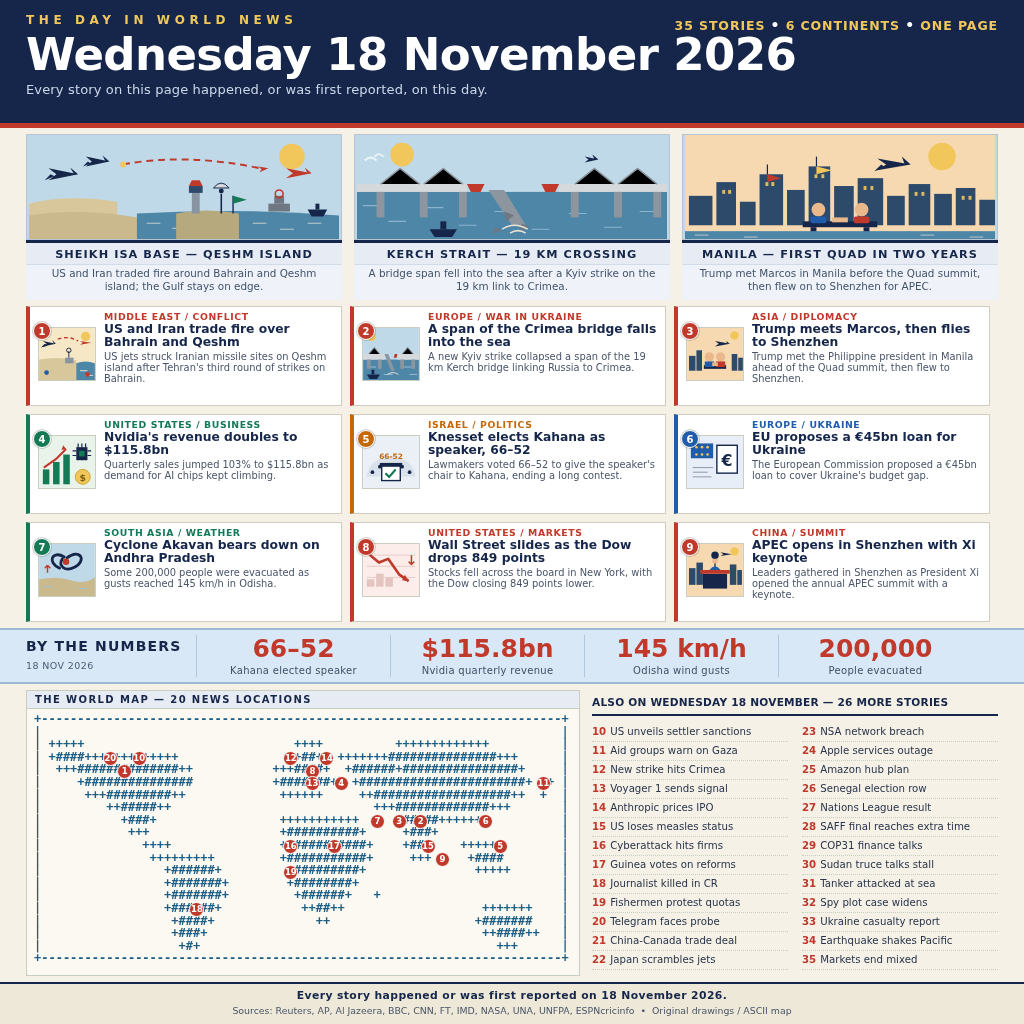 THE DAY IN WORLD NEWS
35 STORIES • 6 CONTINENTS • ONE PAGE
Wednesday 18 November 2026
Every story on this page happened, or was first reported, on this day.
SHEIKH ISA BASE — QESHM ISLAND
US and Iran traded fire around Bahrain and Qeshm
island; the Gulf stays on edge.
KERCH STRAIT — 19 KM CROSSING
A bridge span fell into the sea after a Kyiv strike on the
19 km link to Crimea.
MANILA — FIRST QUAD IN TWO YEARS
Trump met Marcos in Manila before the Quad summit,
then flew on to Shenzhen for APEC.
1
MIDDLE EAST / CONFLICT
US and Iran trade fire over
Bahrain and Qeshm
US jets struck Iranian missile sites on Qeshm
island after Tehran's third round of strikes on
Bahrain.
2
EUROPE / WAR IN UKRAINE
A span of the Crimea bridge falls
into the sea
A new Kyiv strike collapsed a span of the 19
km Kerch bridge linking Russia to Crimea.
3
ASIA / DIPLOMACY
Trump meets Marcos, then flies
to Shenzhen
Trump met the Philippine president in Manila
ahead of the Quad summit, then flew to
Shenzhen.
4
$
UNITED STATES / BUSINESS
Nvidia's revenue doubles to
$115.8bn
Quarterly sales jumped 103% to $115.8bn as
demand for AI chips kept climbing.
5
66-52
ISRAEL / POLITICS
Knesset elects Kahana as
speaker, 66–52
Lawmakers voted 66–52 to give the speaker's
chair to Kahana, ending a long contest.
6
€
EUROPE / UKRAINE
EU proposes a €45bn loan for
Ukraine
The European Commission proposed a €45bn
loan to cover Ukraine's budget gap.
7
SOUTH ASIA / WEATHER
Cyclone Akavan bears down on
Andhra Pradesh
Some 200,000 people were evacuated as
gusts reached 145 km/h in Odisha.
8
UNITED STATES / MARKETS
Wall Street slides as the Dow
drops 849 points
Stocks fell across the board in New York, with
the Dow closing 849 points lower.
9
CHINA / SUMMIT
APEC opens in Shenzhen with Xi
keynote
Leaders gathered in Shenzhen as President Xi
opened the annual APEC summit with a
keynote.
BY THE NUMBERS
18 NOV 2026
66–52
Kahana elected speaker
$115.8bn
Nvidia quarterly revenue
145 km/h
Odisha wind gusts
200,000
People evacuated
THE WORLD MAP — 20 NEWS LOCATIONS
20 10 12 14
1 8
13 4 11
7 3 2 6
16 17 15 5
9
19
18
ALSO ON WEDNESDAY 18 NOVEMBER — 26 MORE STORIES
10 US unveils settler sanctions
11 Aid groups warn on Gaza
12 New strike hits Crimea
13 Voyager 1 sends signal
14 Anthropic prices IPO
15 US loses measles status
16 Cyberattack hits firms
17 Guinea votes on reforms
18 Journalist killed in CR
19 Fishermen protest quotas
20 Telegram faces probe
21 China-Canada trade deal
22 Japan scrambles jets
23 NSA network breach
24 Apple services outage
25 Amazon hub plan
26 Senegal election row
27 Nations League result
28 SAFF final reaches extra time
29 COP31 finance talks
30 Sudan truce talks stall
31 Tanker attacked at sea
32 Spy plot case widens
33 Ukraine casualty report
34 Earthquake shakes Pacific
35 Markets end mixed
Every story happened or was first reported on 18 November 2026.
Sources: Reuters, AP, Al Jazeera, BBC, CNN, FT, IMD, NASA, UNA, UNFPA, ESPNcricinfo • Original drawings / ASCII map